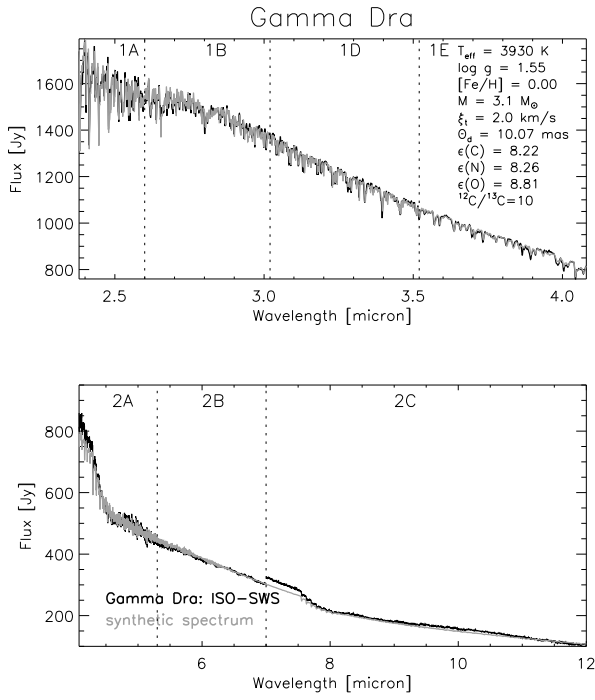 Gamma Dra
1A 1B 1D 1E
T_eff = 3930 K
log g = 1.55
[Fe/H] = 0.00
M = 3.1 M_⊙
ξ_t = 2.0 km/s
Θ_d = 10.07 mas
ε(C) = 8.22
ε(N) = 8.26
ε(O) = 8.81
¹²C/¹³C=10
Flux [Jy]
1600
1400
1200
1000
800
2.5 3.0 3.5 4.0
Wavelength [micron]
2A 2B 2C
Flux [Jy]
800
600
400
200
Gamma Dra: ISO-SWS
synthetic spectrum
6 8 10 12
Wavelength [micron]